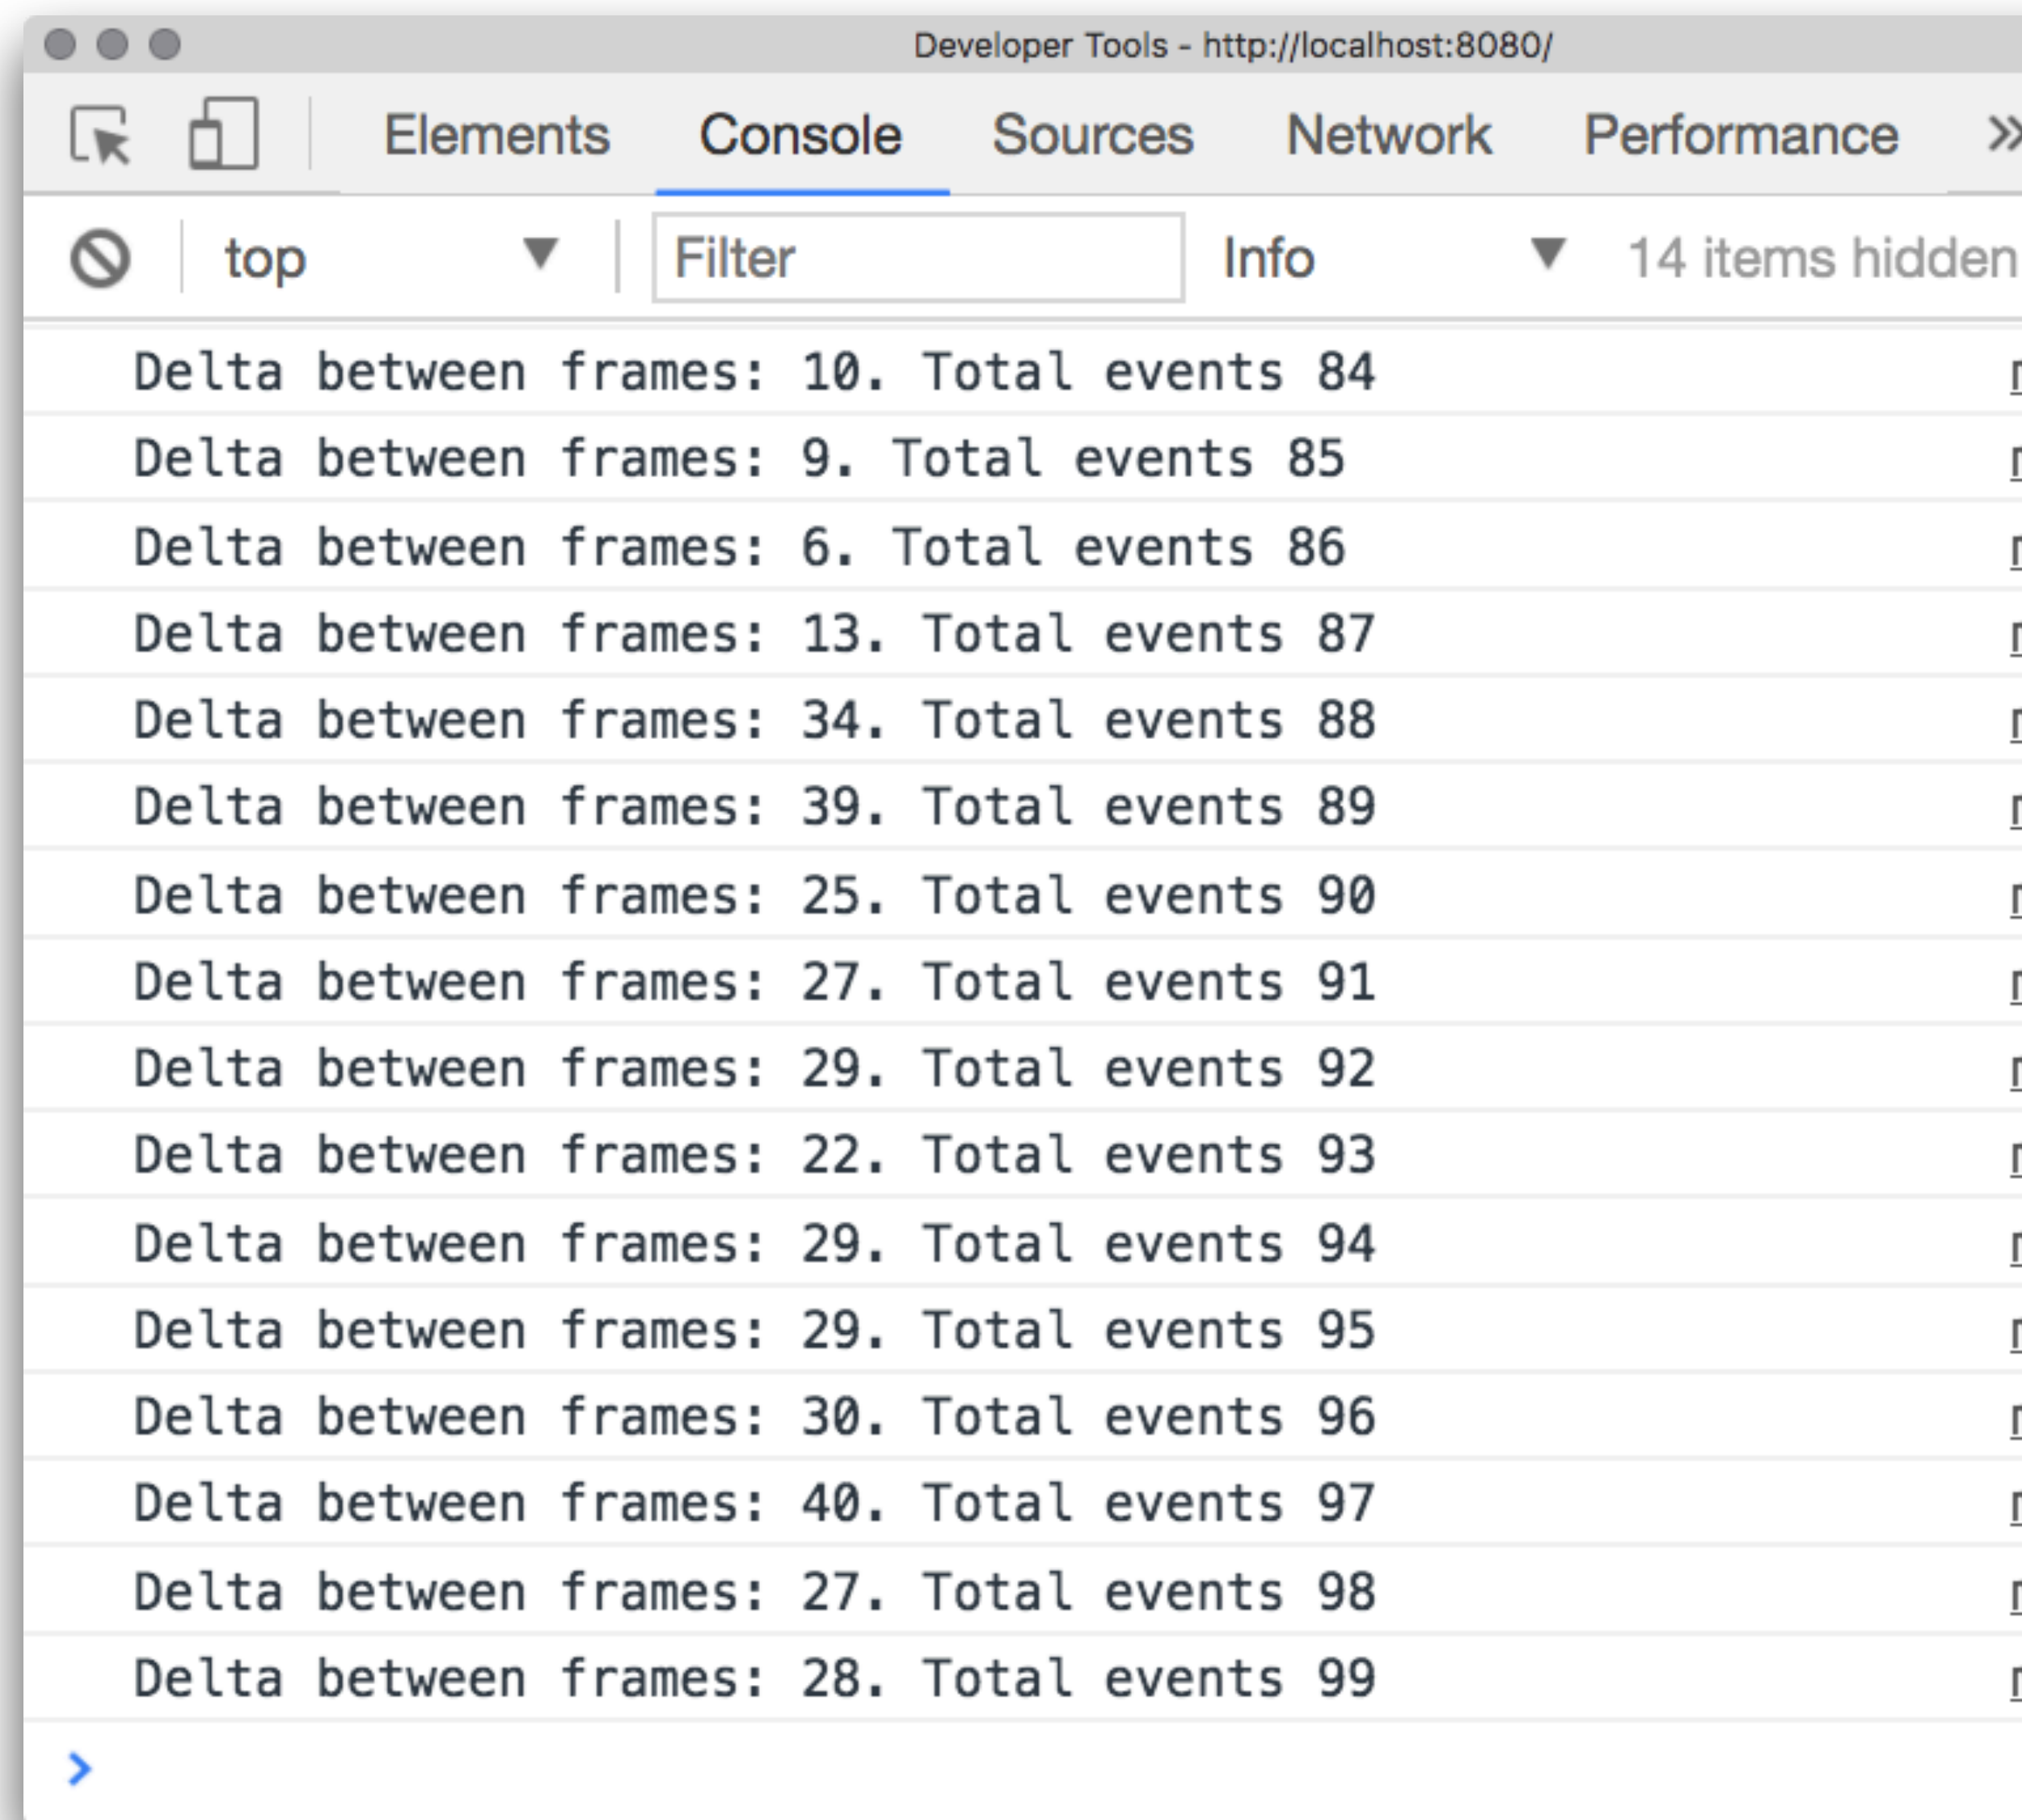 Developer Tools - http://localhost:8080/
Elements Console Sources Network Performance »
top Filter Info 14 items hidden
Delta between frames: 10. Total events 84
Delta between frames: 9. Total events 85
Delta between frames: 6. Total events 86
Delta between frames: 13. Total events 87
Delta between frames: 34. Total events 88
Delta between frames: 39. Total events 89
Delta between frames: 25. Total events 90
Delta between frames: 27. Total events 91
Delta between frames: 29. Total events 92
Delta between frames: 22. Total events 93
Delta between frames: 29. Total events 94
Delta between frames: 29. Total events 95
Delta between frames: 30. Total events 96
Delta between frames: 40. Total events 97
Delta between frames: 27. Total events 98
Delta between frames: 28. Total events 99